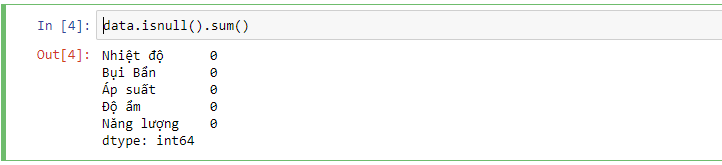 In [4]: data.isnull().sum()
Out[4]: Nhiệt độ 0
Bụi Bẩn 0
Áp suất 0
Độ ẩm 0
Năng lượng 0
dtype: int64